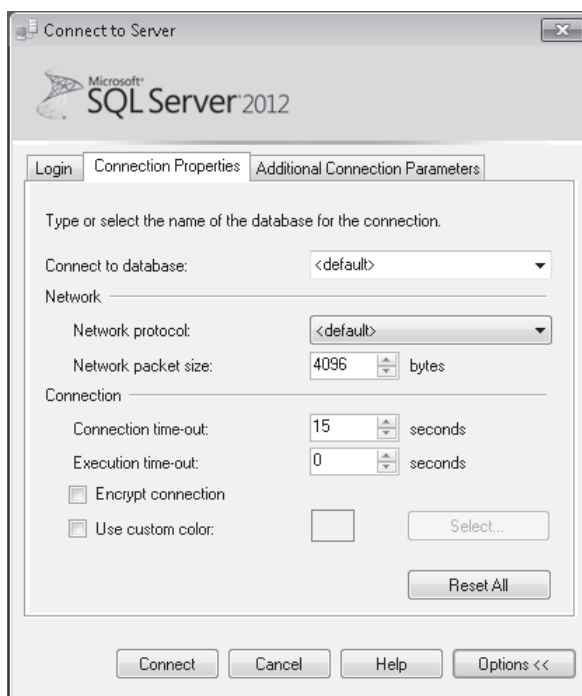 Connect to Server
Microsoft®
SQL Server® 2012
Login
Connection Properties
Additional Connection Parameters
Type or select the name of the database for the connection.
Connect to database: <default>
Network
Network protocol: <default>
Network packet size: 4096 bytes
Connection
Connection time-out: 15 seconds
Execution time-out: 0 seconds
Encrypt connection
Use custom color: Select...
Reset All
Connect Cancel Help Options <<